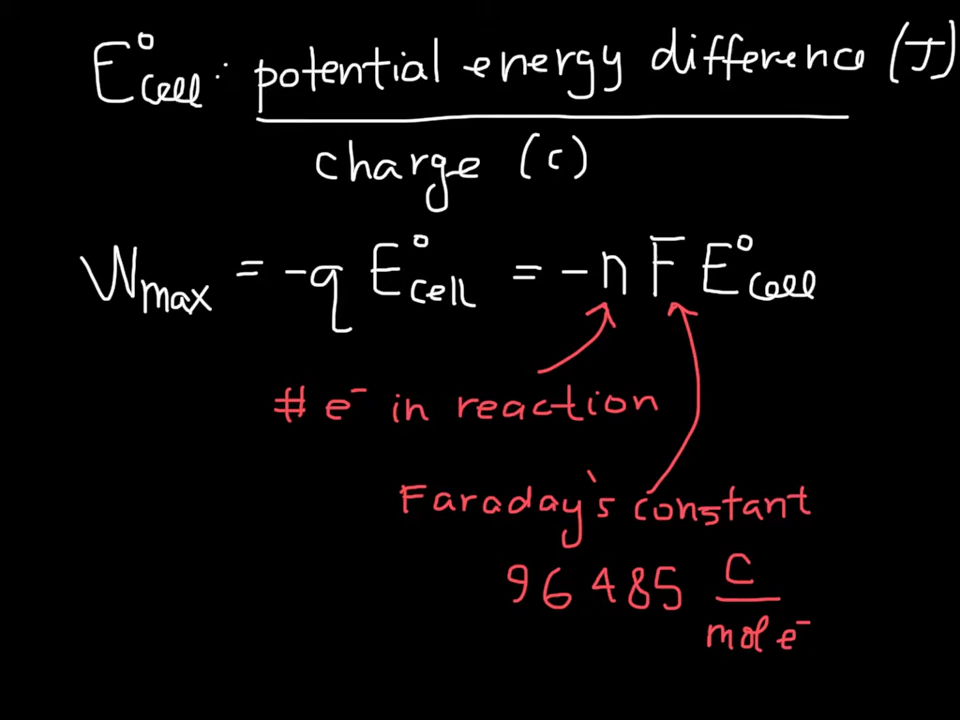 E°cell : potential energy difference (J)
charge (C)
Wmax = -q E°cell = -n F E°cell
# e⁻ in reaction
Faraday's constant
96485 C
mol e⁻